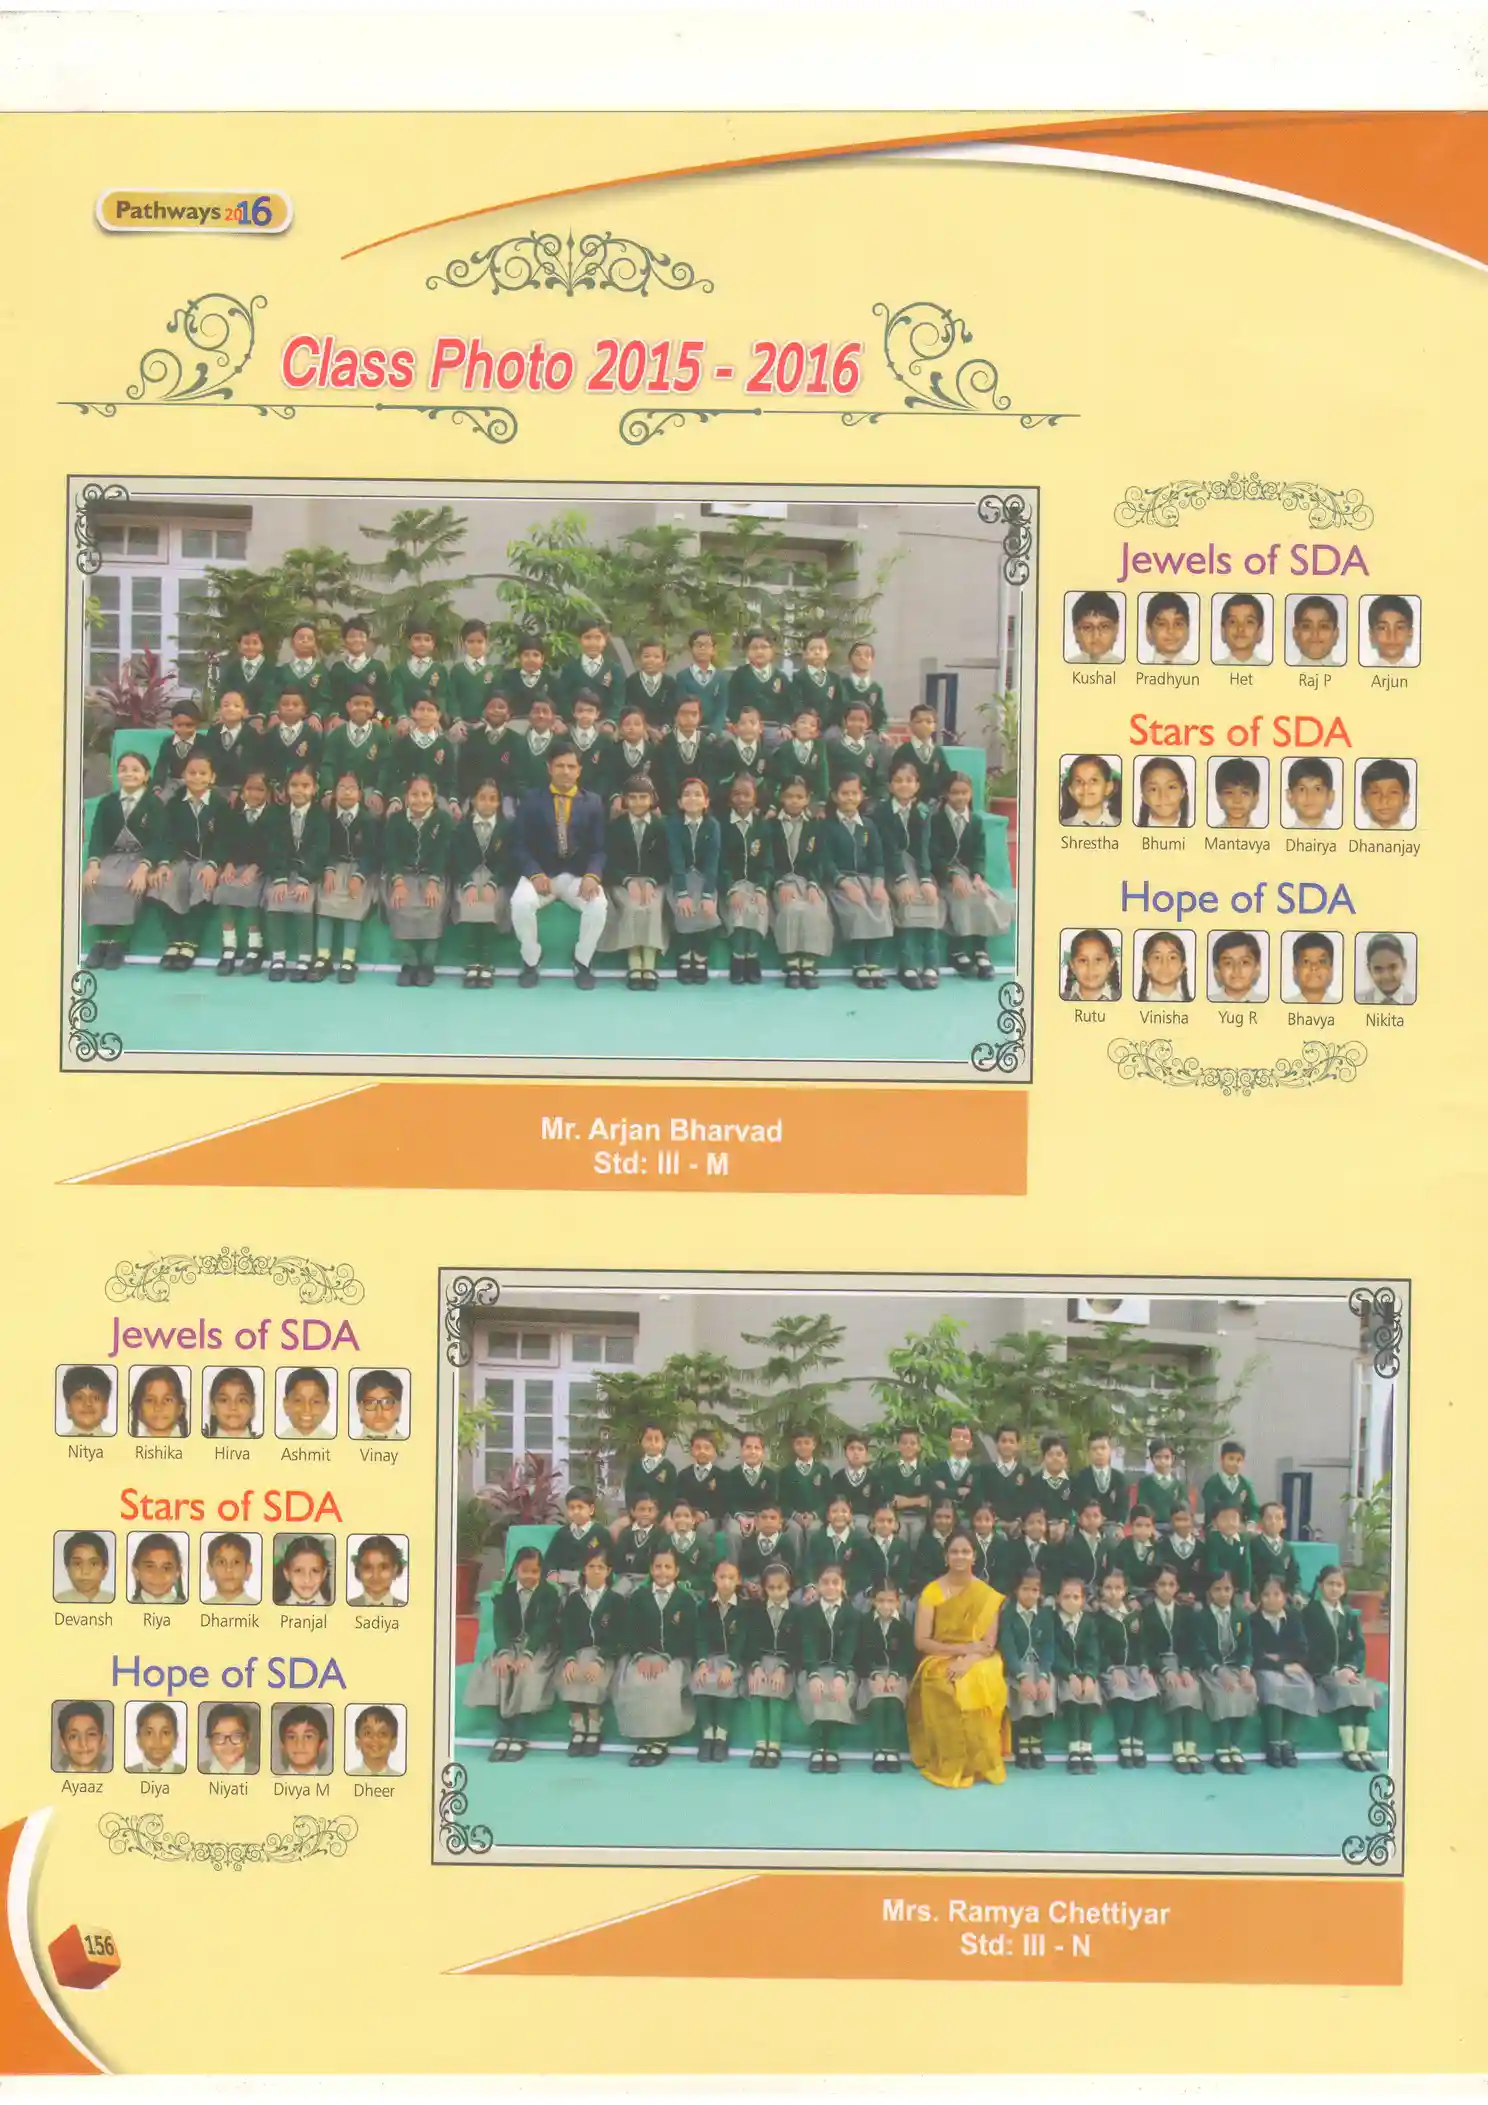 Pathways 2016
Class Photo 2015 - 2016
Jewels of SDA
Kushal Pradhyun Het Raj P Arjun
Stars of SDA
Shrestha Bhumi Mantavya Dhairya Dhananjay
Hope of SDA
Rutu Vinisha Yug R Bhavya Nikita
Mr. Arjan Bharvad
Std: III - M
Jewels of SDA
Nitya Rishika Hirva Ashmit Vinay
Stars of SDA
Devansh Riya Dharmik Pranjal Sadiya
Hope of SDA
Ayaaz Diya Niyati Divya M Dheer
Mrs. Ramya Chettiyar
Std: III - N
156